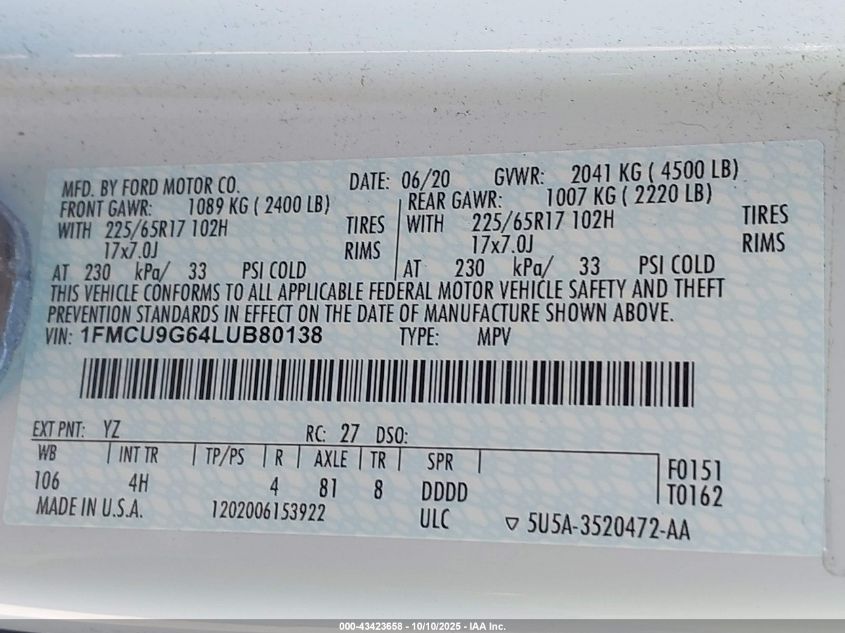 MFD. BY FORD MOTOR CO. DATE: 06/20 GVWR: 2041 KG ( 4500 LB)
FRONT GAWR: 1089 KG ( 2400 LB) REAR GAWR: 1007 KG ( 2220 LB)
WITH 225/65R17 102H TIRES WITH 225/65R17 102H TIRES
17x7.0J RIMS 17x7.0J RIMS
AT 230 kPa/ 33 PSI COLD AT 230 kPa/ 33 PSI COLD
THIS VEHICLE CONFORMS TO ALL APPLICABLE FEDERAL MOTOR VEHICLE SAFETY AND THEFT
PREVENTION STANDARDS IN EFFECT ON THE DATE OF MANUFACTURE SHOWN ABOVE.
VIN: 1FMCU9G64LUB80138 TYPE: MPV
EXT PNT: YZ RC: 27 DSO:
WB INT TR TP/PS R AXLE TR SPR
106 4H 4 81 8 DDDD
F0151
T0162
MADE IN U.S.A. 1202006153922 ULC ▽ 5U5A-3520472-AA
000-43423658 - 10/10/2025 - IAA Inc.